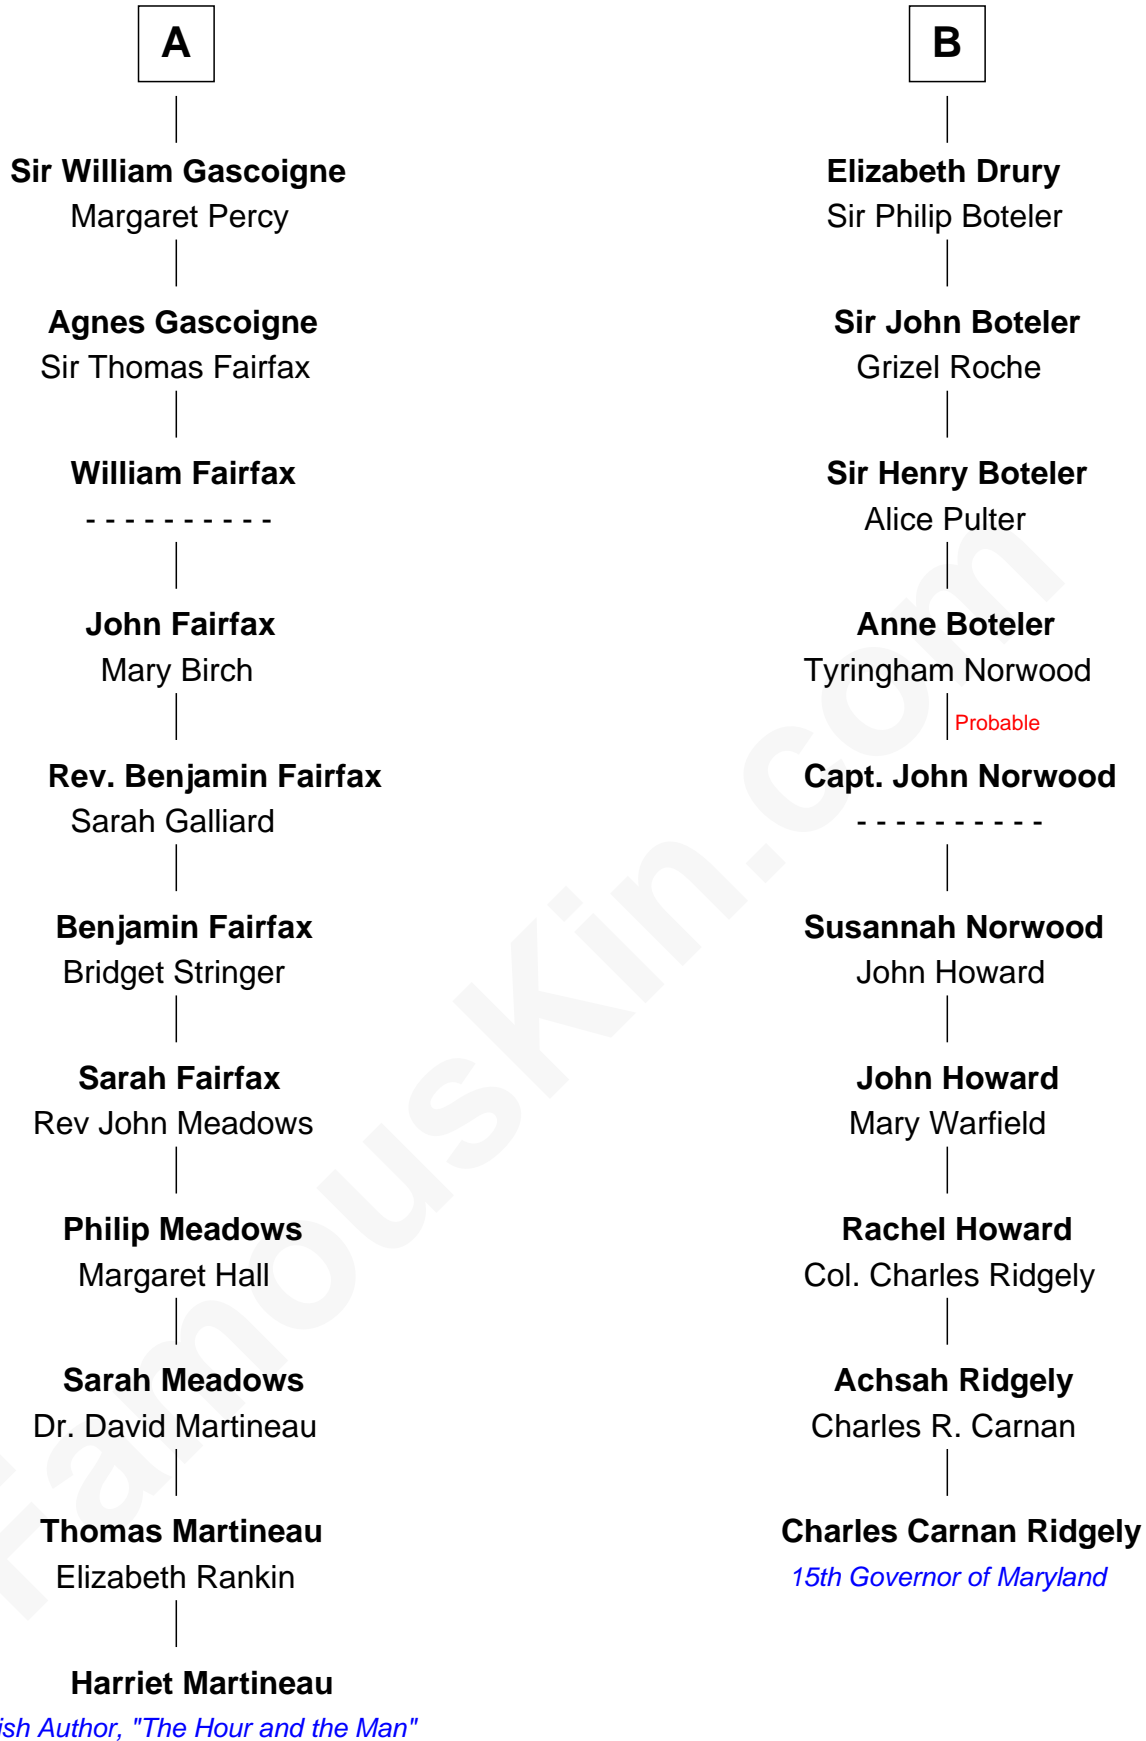 A
Sir William Gascoigne
Margaret Percy
Agnes Gascoigne
Sir Thomas Fairfax
William Fairfax
- - - - - - - - - -
John Fairfax
Mary Birch
Rev. Benjamin Fairfax
Sarah Galliard
Benjamin Fairfax
Bridget Stringer
Sarah Fairfax
Rev John Meadows
Philip Meadows
Margaret Hall
Sarah Meadows
Dr. David Martineau
Thomas Martineau
Elizabeth Rankin
Harriet Martineau
ish Author, "The Hour and the Man"
B
Elizabeth Drury
Sir Philip Boteler
Sir John Boteler
Grizel Roche
Sir Henry Boteler
Alice Pulter
Anne Boteler
Tyringham Norwood
Probable
Capt. John Norwood
- - - - - - - - - -
Susannah Norwood
John Howard
John Howard
Mary Warfield
Rachel Howard
Col. Charles Ridgely
Achsah Ridgely
Charles R. Carnan
Charles Carnan Ridgely
15th Governor of Maryland
FamousKin.com